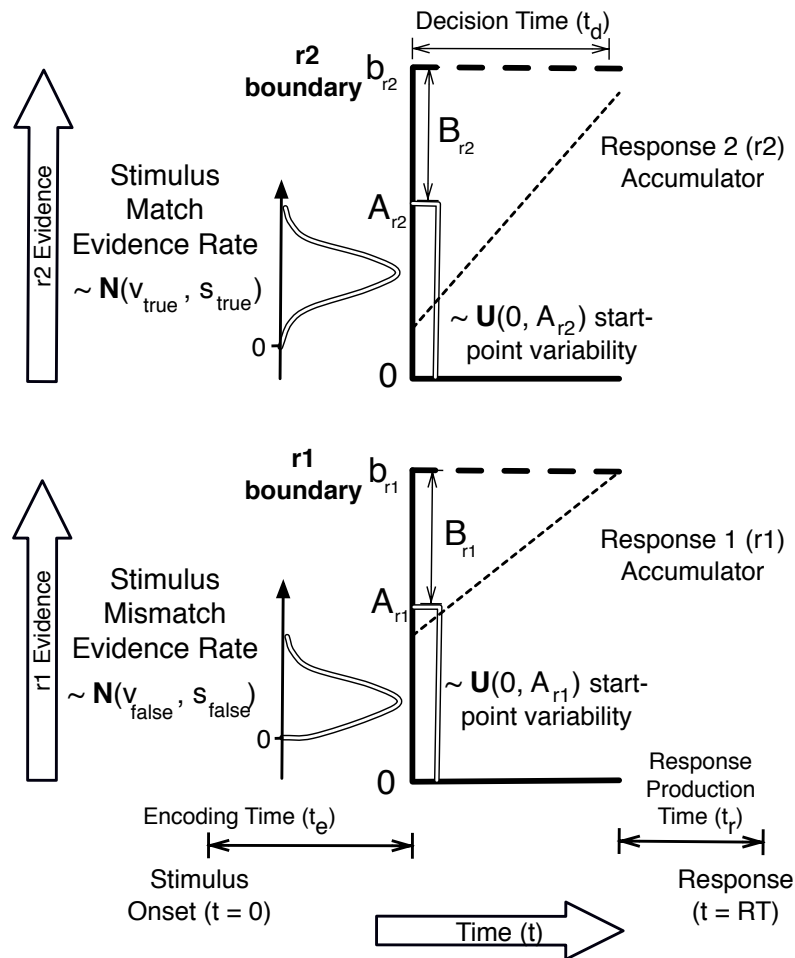 Decision Time (t_d)
r2
boundary
b_r2
B_r2
Response 2 (r2)
Accumulator
r2 Evidence
Stimulus
Match
Evidence Rate
~ N(v_true , s_true)
A_r2
~ U(0, A_r2) start-
point variability
0
0
r1
boundary
b_r1
B_r1
Response 1 (r1)
Accumulator
r1 Evidence
Stimulus
Mismatch
Evidence Rate
~ N(v_false , s_false)
A_r1
~ U(0, A_r1) start-
point variability
0
0
Response
Production
Time (t_r)
Encoding Time (t_e)
Stimulus
Onset (t = 0)
Response
(t = RT)
Time (t)